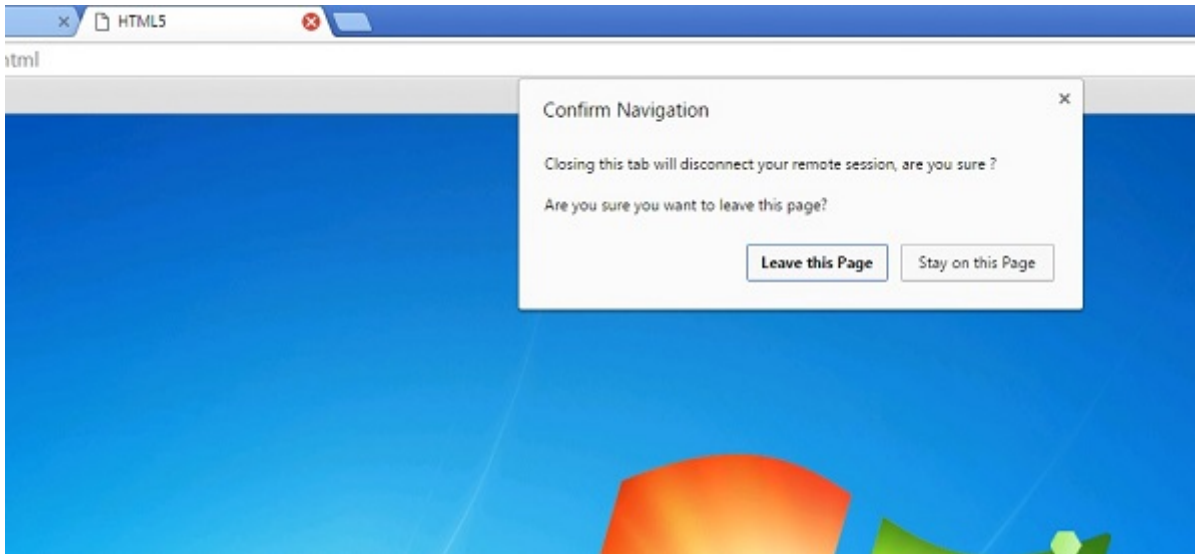 HTML5
html
Confirm Navigation
Closing this tab will disconnect your remote session, are you sure ?
Are you sure you want to leave this page?
Leave this Page
Stay on this Page